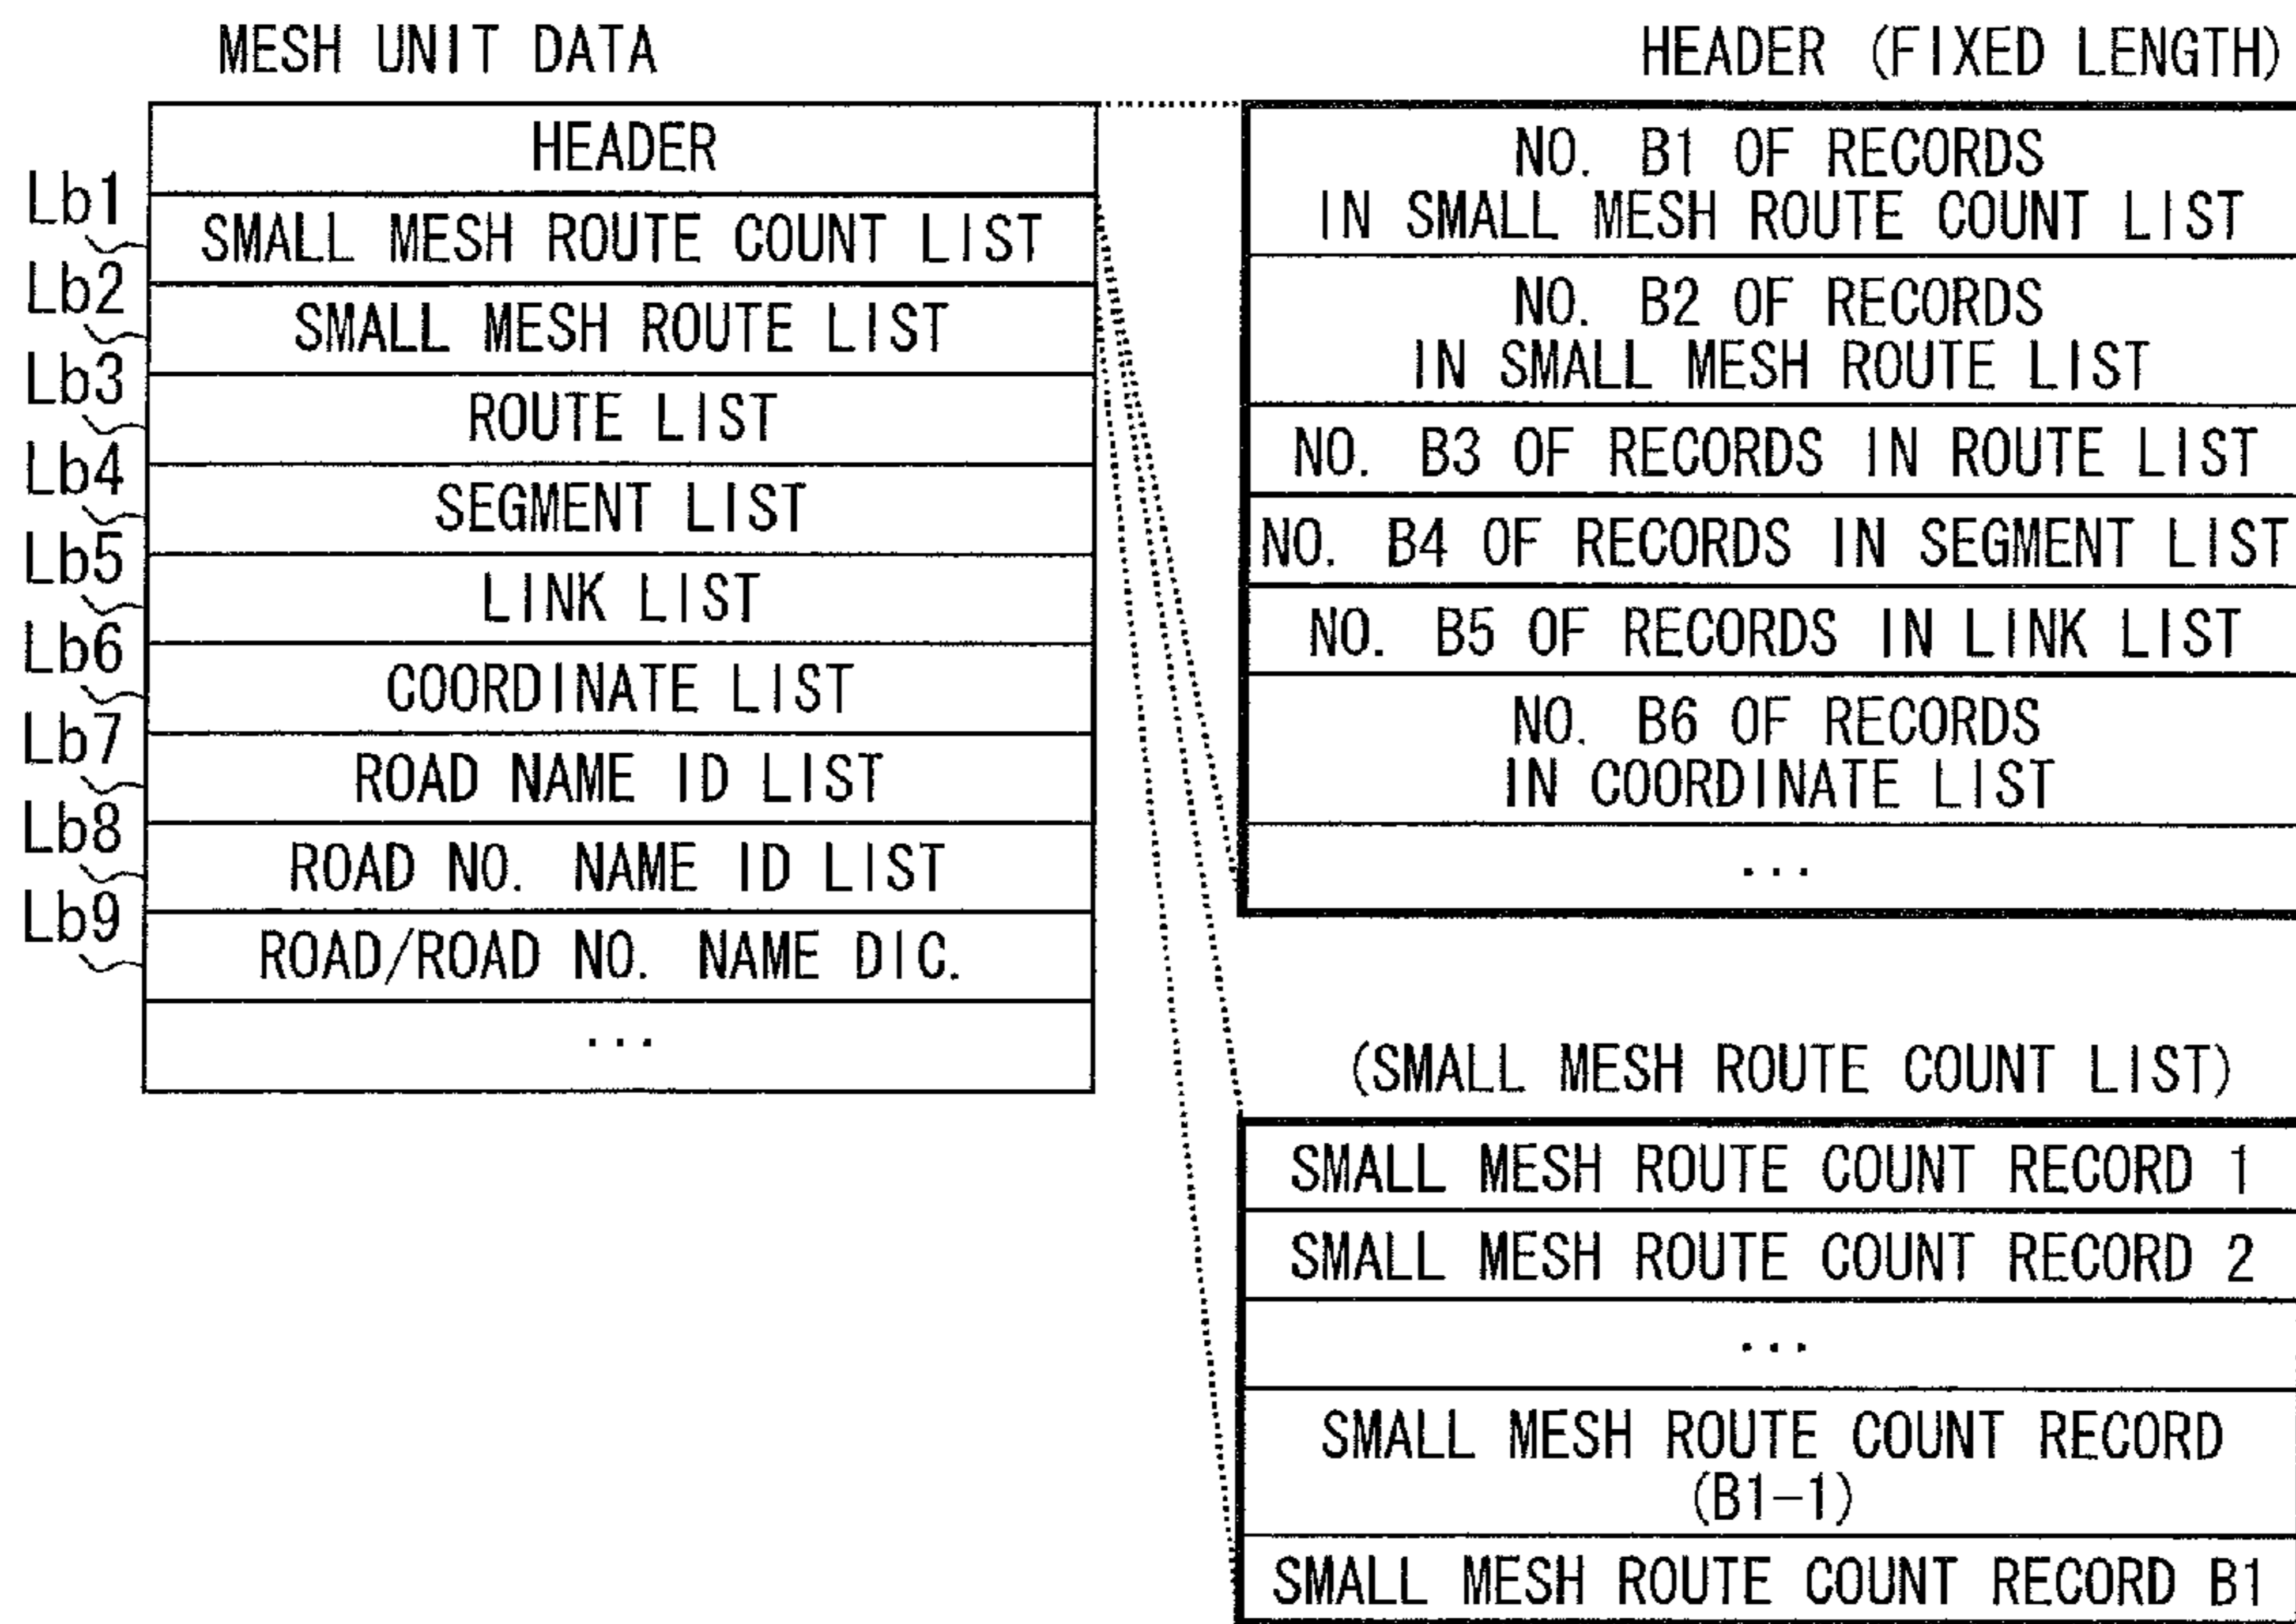 MESH UNIT DATA
HEADER
Lb1
SMALL MESH ROUTE COUNT LIST
Lb2
SMALL MESH ROUTE LIST
Lb3
ROUTE LIST
Lb4
SEGMENT LIST
Lb5
LINK LIST
Lb6
COORDINATE LIST
Lb7
ROAD NAME ID LIST
Lb8
ROAD NO. NAME ID LIST
Lb9
ROAD/ROAD NO. NAME DIC.
...
HEADER (FIXED LENGTH)
NO. B1 OF RECORDS
IN SMALL MESH ROUTE COUNT LIST
NO. B2 OF RECORDS
IN SMALL MESH ROUTE LIST
NO. B3 OF RECORDS IN ROUTE LIST
NO. B4 OF RECORDS IN SEGMENT LIST
NO. B5 OF RECORDS IN LINK LIST
NO. B6 OF RECORDS
IN COORDINATE LIST
...
(SMALL MESH ROUTE COUNT LIST)
SMALL MESH ROUTE COUNT RECORD 1
SMALL MESH ROUTE COUNT RECORD 2
...
SMALL MESH ROUTE COUNT RECORD
(B1-1)
SMALL MESH ROUTE COUNT RECORD B1